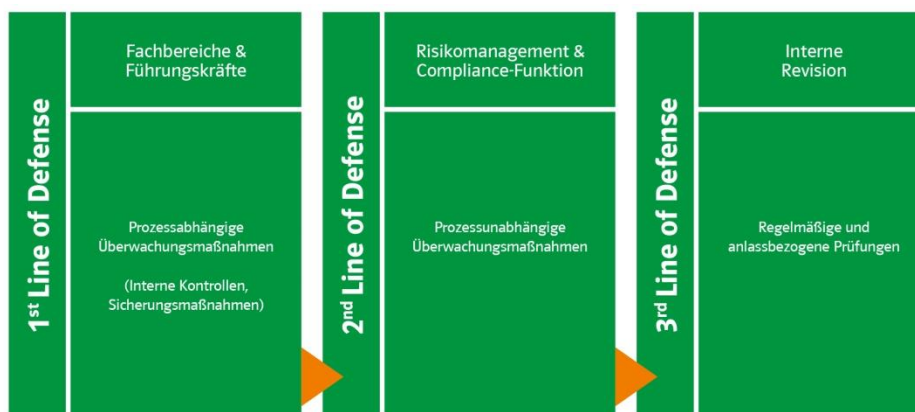 1st Line of Defense
Fachbereiche &
Führungskräfte
Prozessabhängige
Überwachungsmaßnahmen
(Interne Kontrollen,
Sicherungsmaßnahmen)
2nd Line of Defense
Risikomanagement &
Compliance-Funktion
Prozessunabhängige
Überwachungsmaßnahmen
3rd Line of Defense
Interne
Revision
Regelmäßige und
anlassbezogene Prüfungen